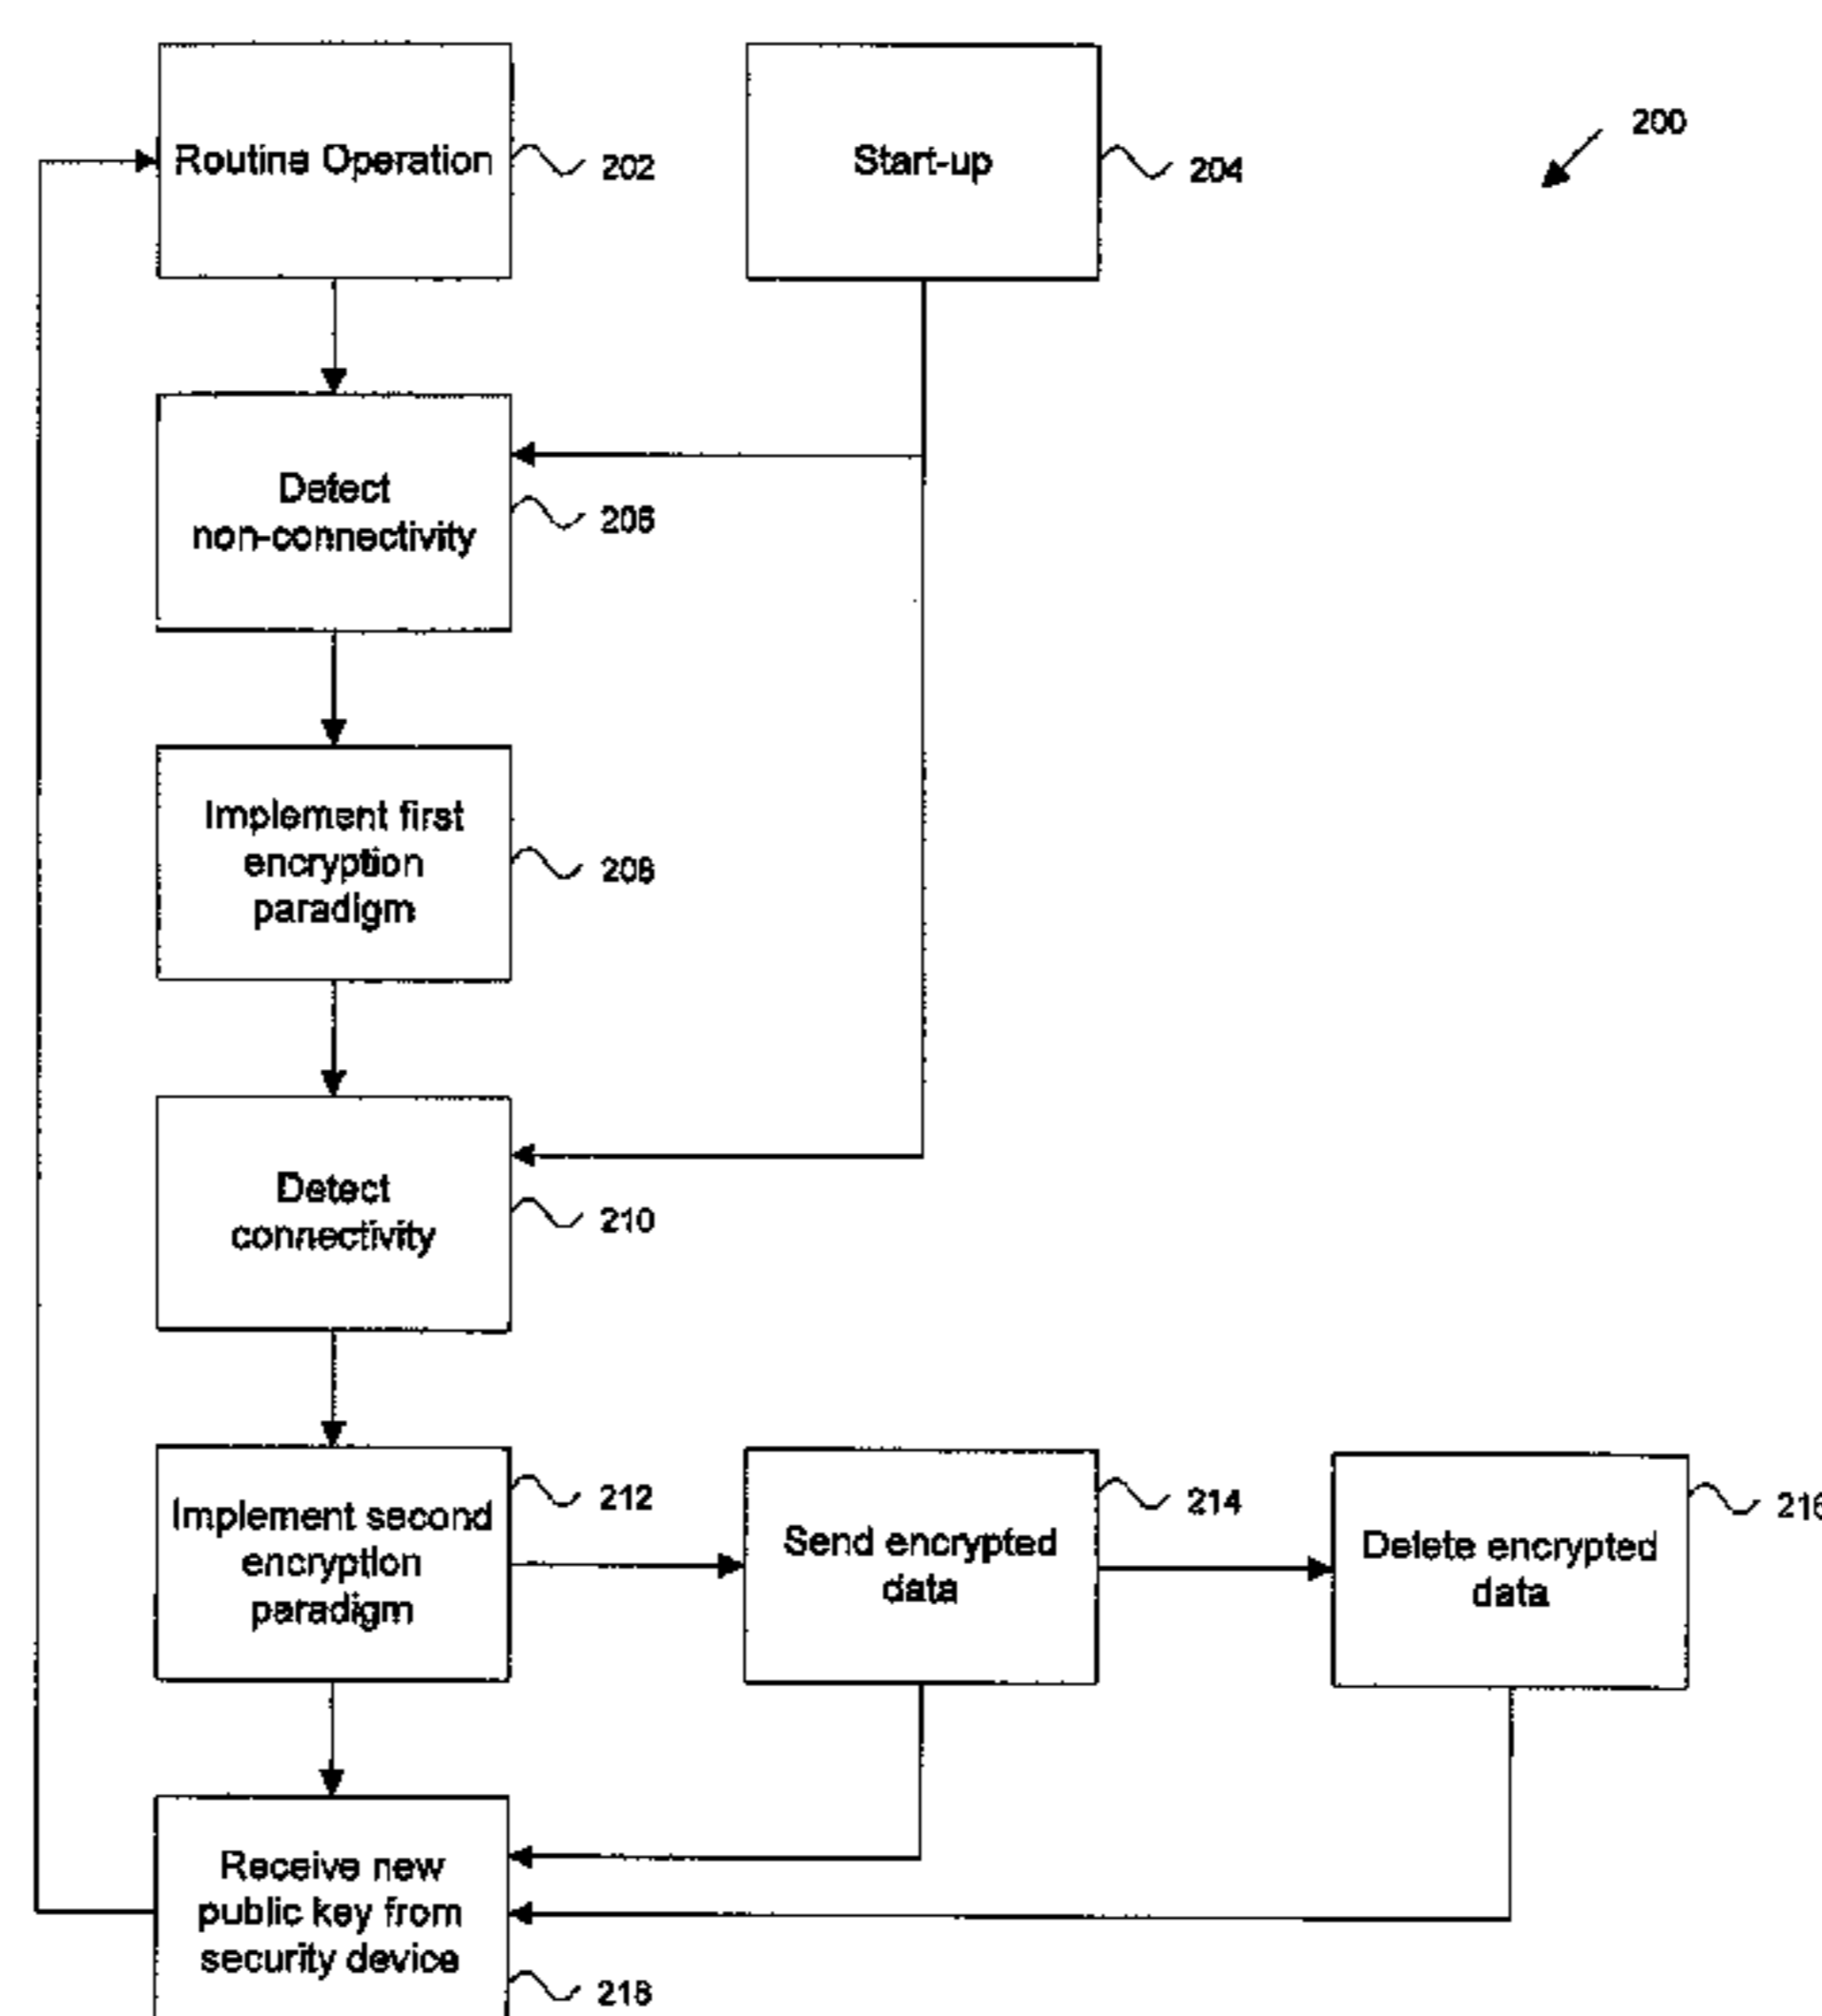 Routine Operation
202
Start-up
204
200
Detect
non-connectivity
206
Implement first
encryption
paradigm
208
Detect
connectivity
210
Implement second
encryption
paradigm
212
Send encrypted
data
214
Delete encrypted
data
216
Receive new
public key from
security device
218